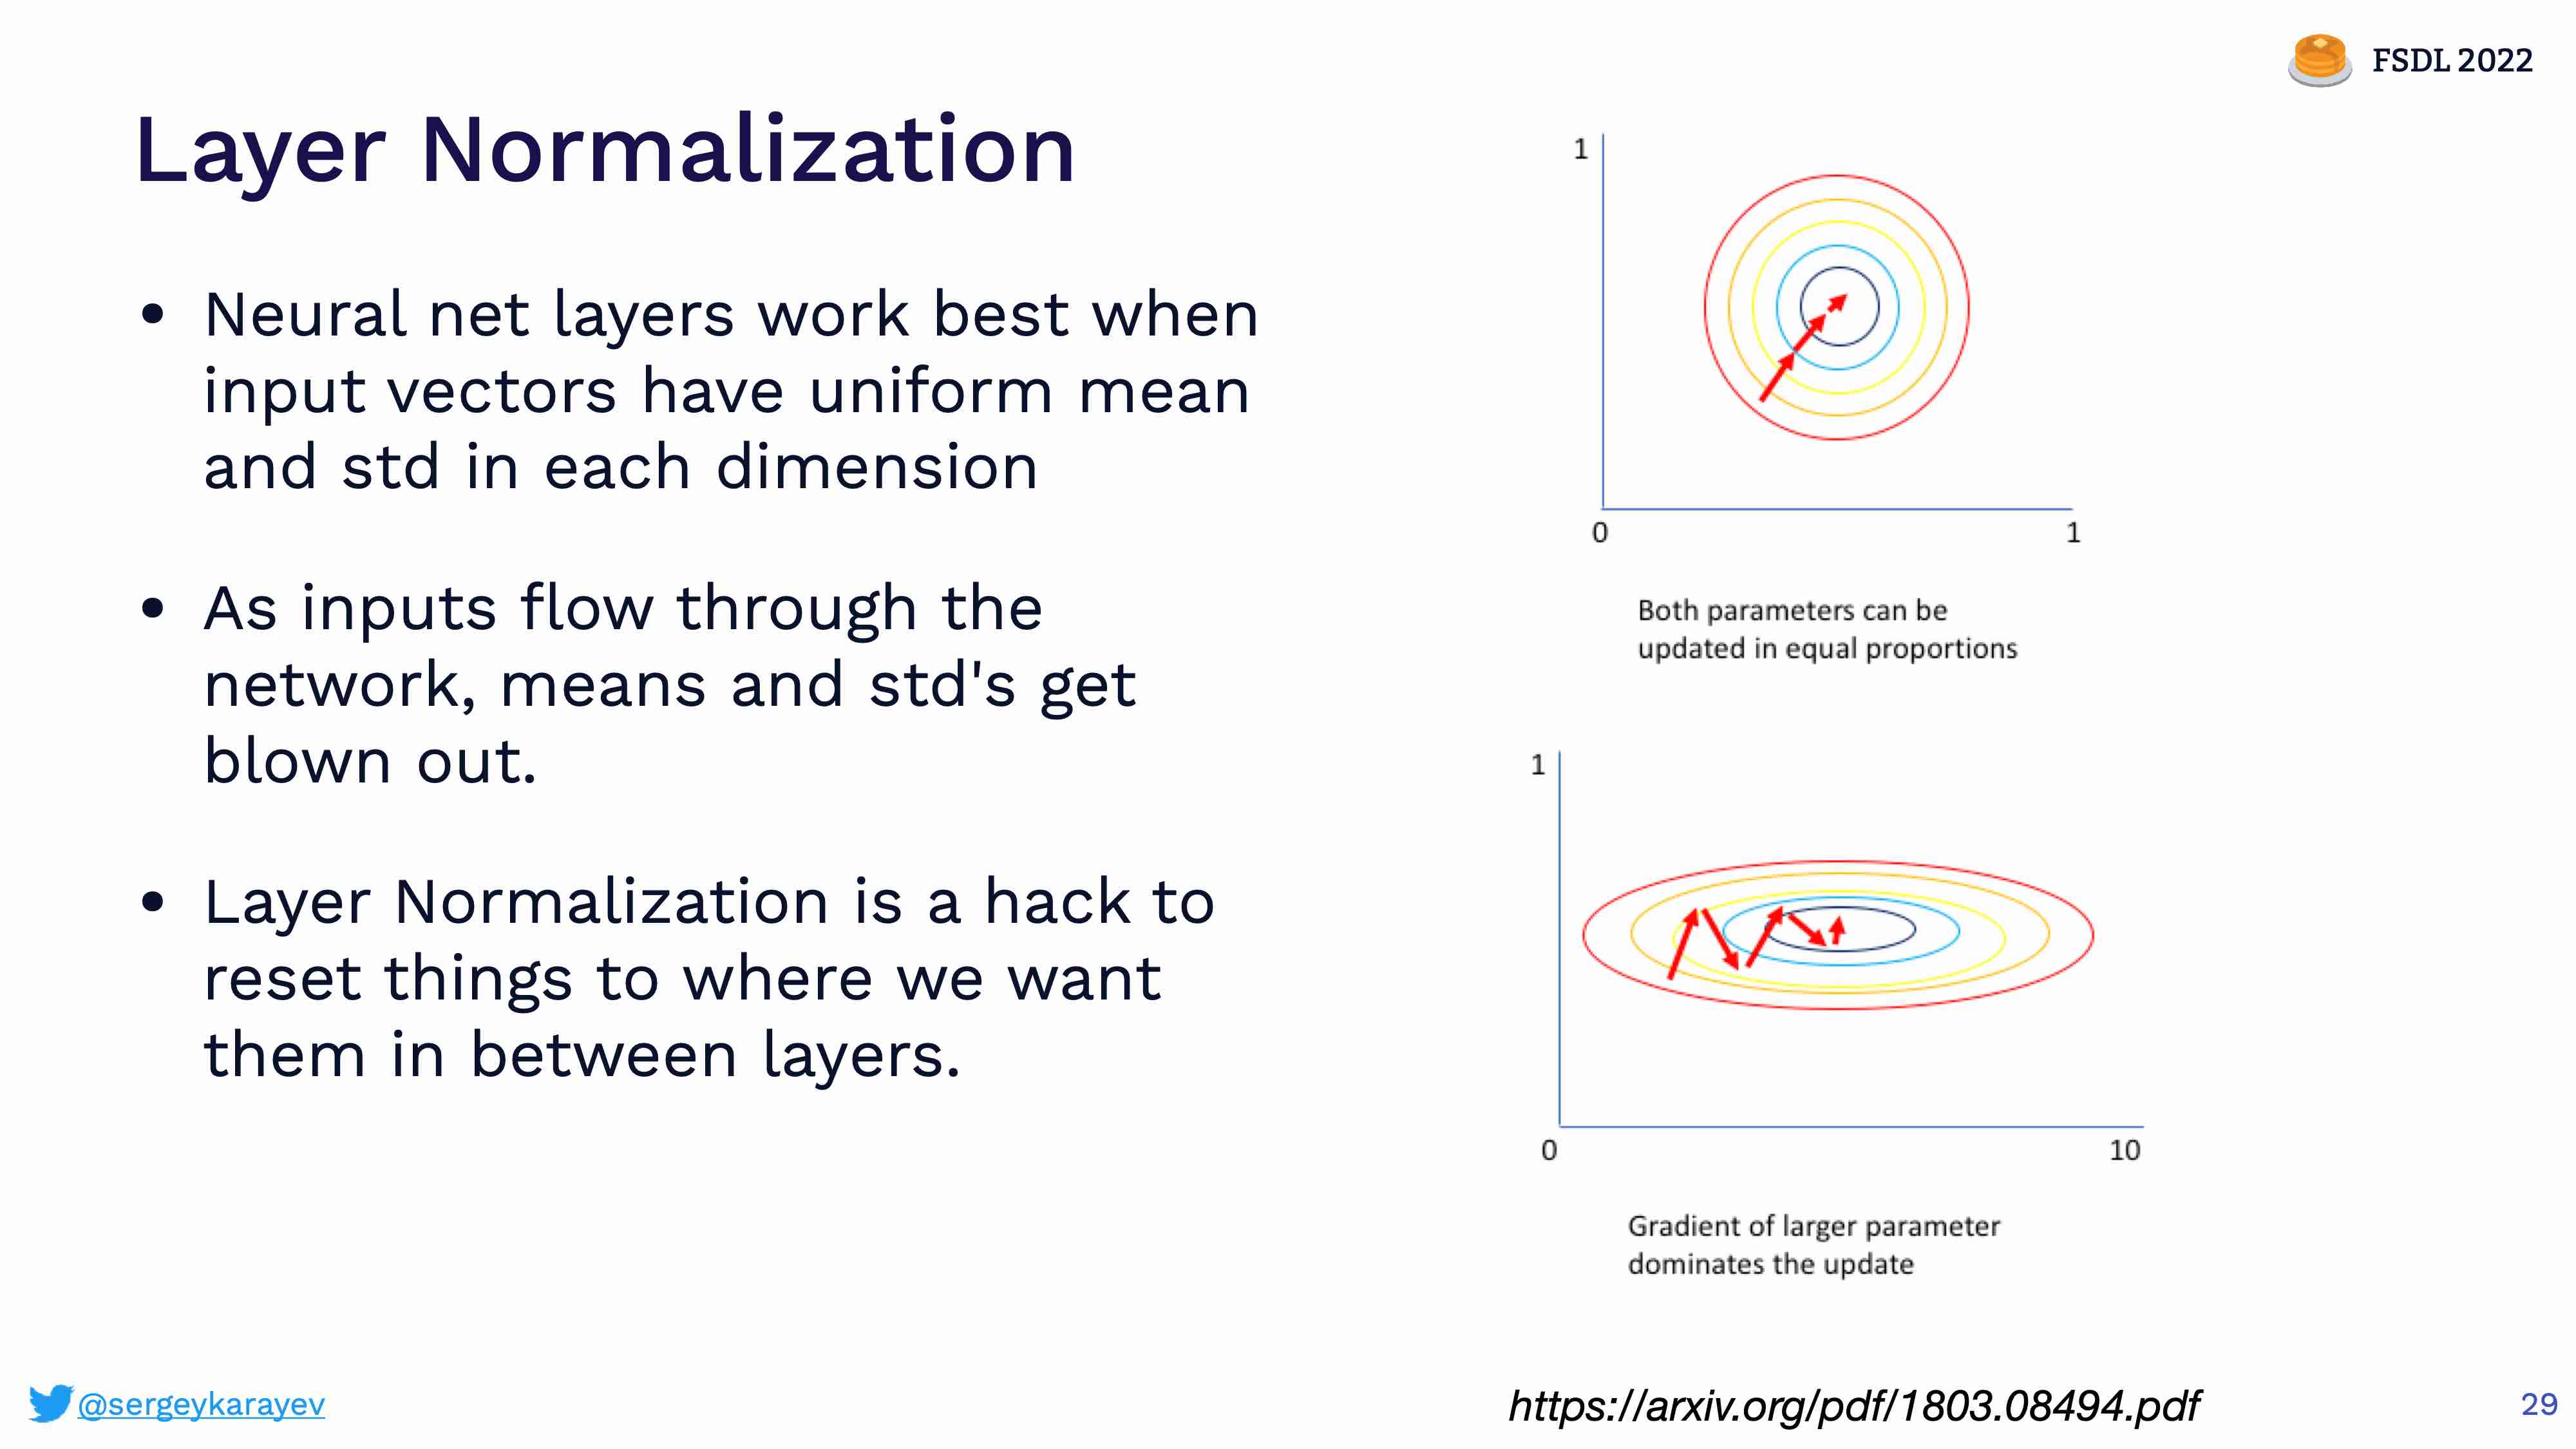 FSDL 2022
Layer Normalization
• Neural net layers work best when
input vectors have uniform mean
and std in each dimension
• As inputs flow through the
network, means and std's get
blown out.
• Layer Normalization is a hack to
reset things to where we want
them in between layers.
1
0 1
Both parameters can be
updated in equal proportions
1
0 10
Gradient of larger parameter
dominates the update
@sergeykarayev
https://arxiv.org/pdf/1803.08494.pdf
29